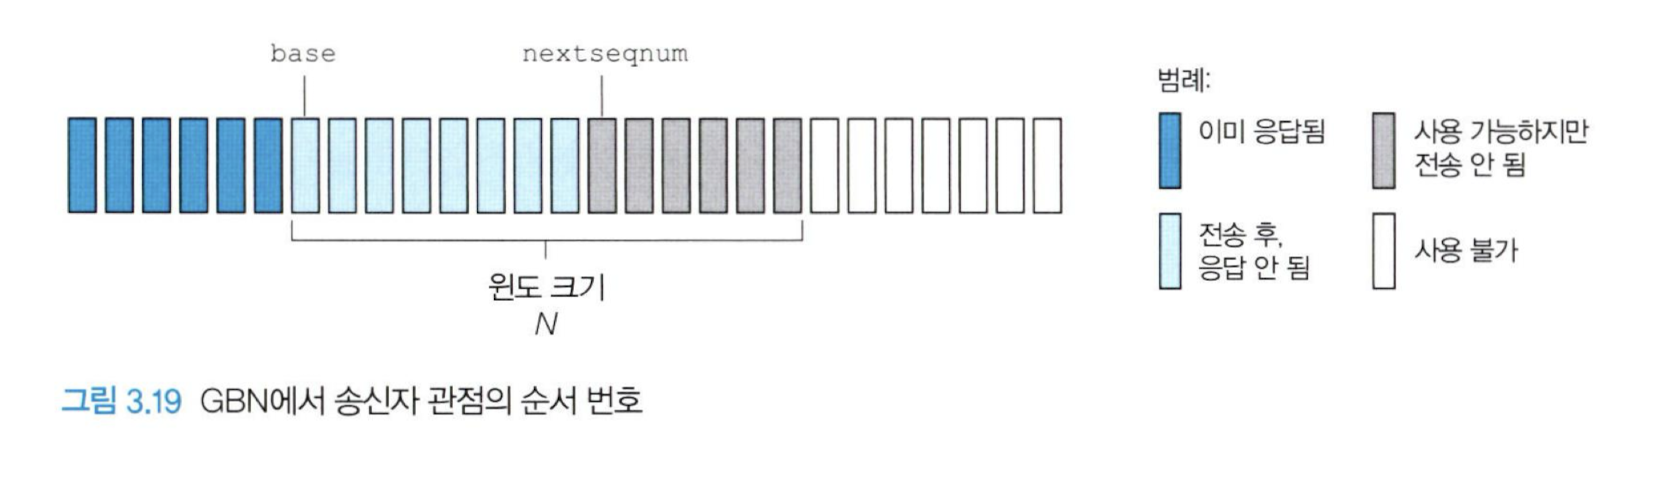 base
nextseqnum
윈도 크기
N
범례:
이미 응답됨
사용 가능하지만
전송 안 됨
전송 후,
응답 안 됨
사용 불가
그림 3.19 GBN에서 송신자 관점의 순서 번호